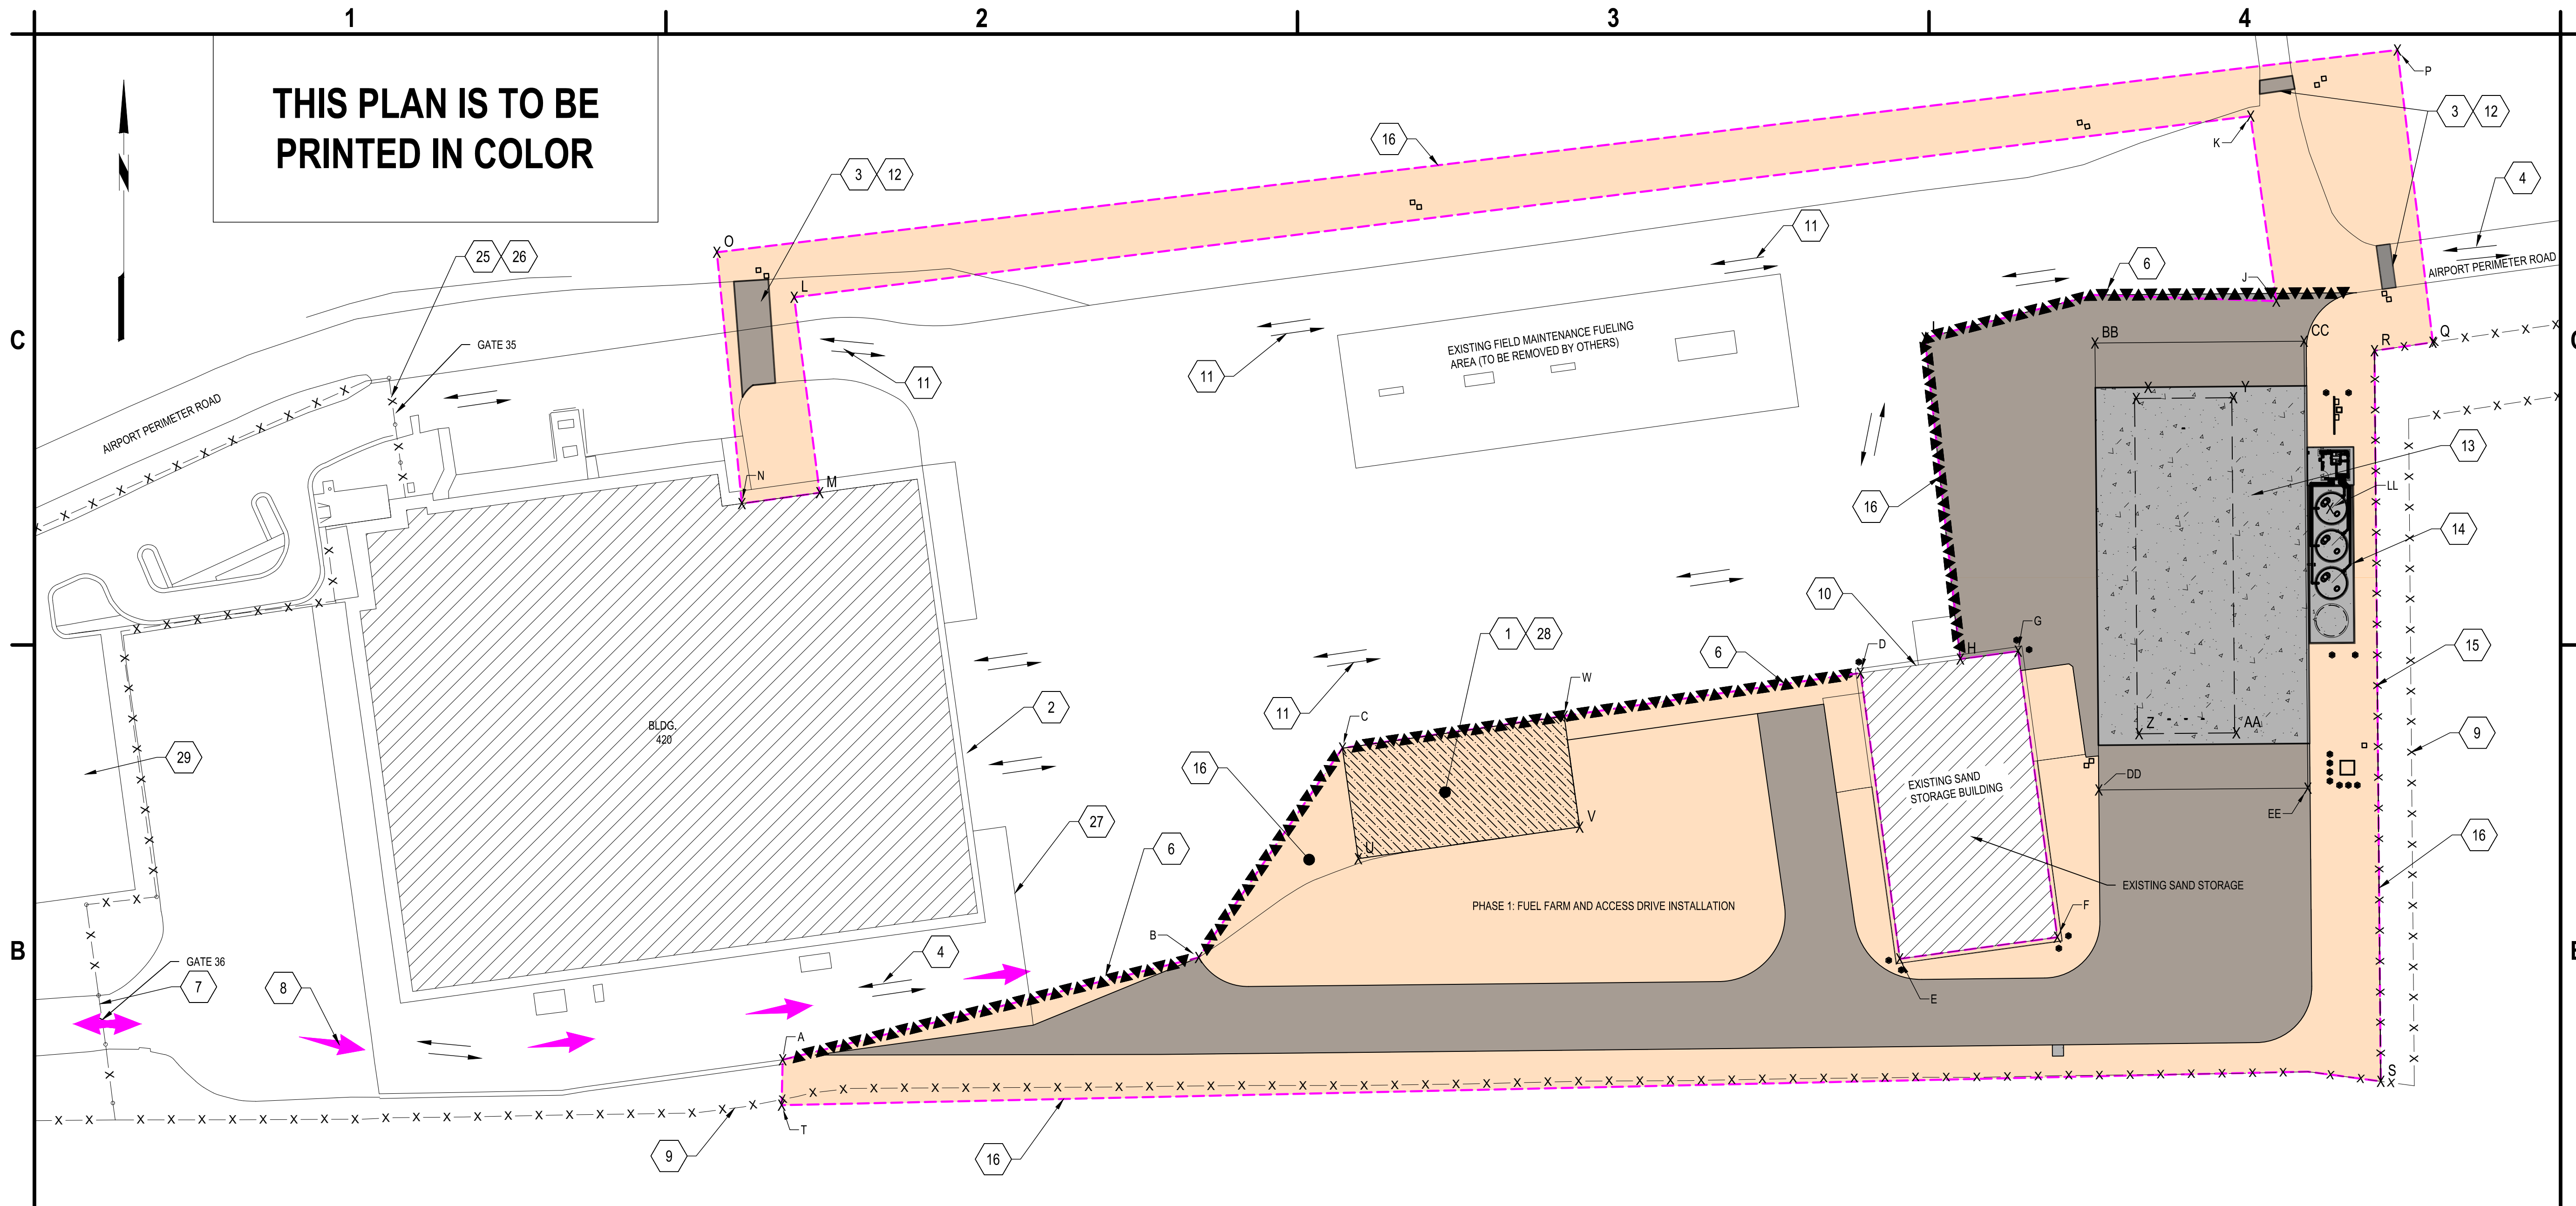 1 2 3 4
THIS PLAN IS TO BE
PRINTED IN COLOR
N
P
3 12
16
K
3 12
4
11
25 26
O
AIRPORT PERIMETER ROAD
6
L
J
C
GATE 35
11
11
EXISTING FIELD MAINTENANCE FUELING
AREA (TO BE REMOVED BY OTHERS)
I
BB
CC
R
Q
C
AIRPORT PERIMETER ROAD
X
Y
13
N
M
16
LL
14
10
1 28
G
D
H
6
15
2
W
C
11
BLDG.
420
29
16
Z
AA
9
EXISTING SAND
STORAGE BUILDING
DD
EE
27
V
U
6
16
EXISTING SAND STORAGE
PHASE 1: FUEL FARM AND ACCESS DRIVE INSTALLATION
F
B
B
4
GATE 36
7
8
E
A
S
T
9
16